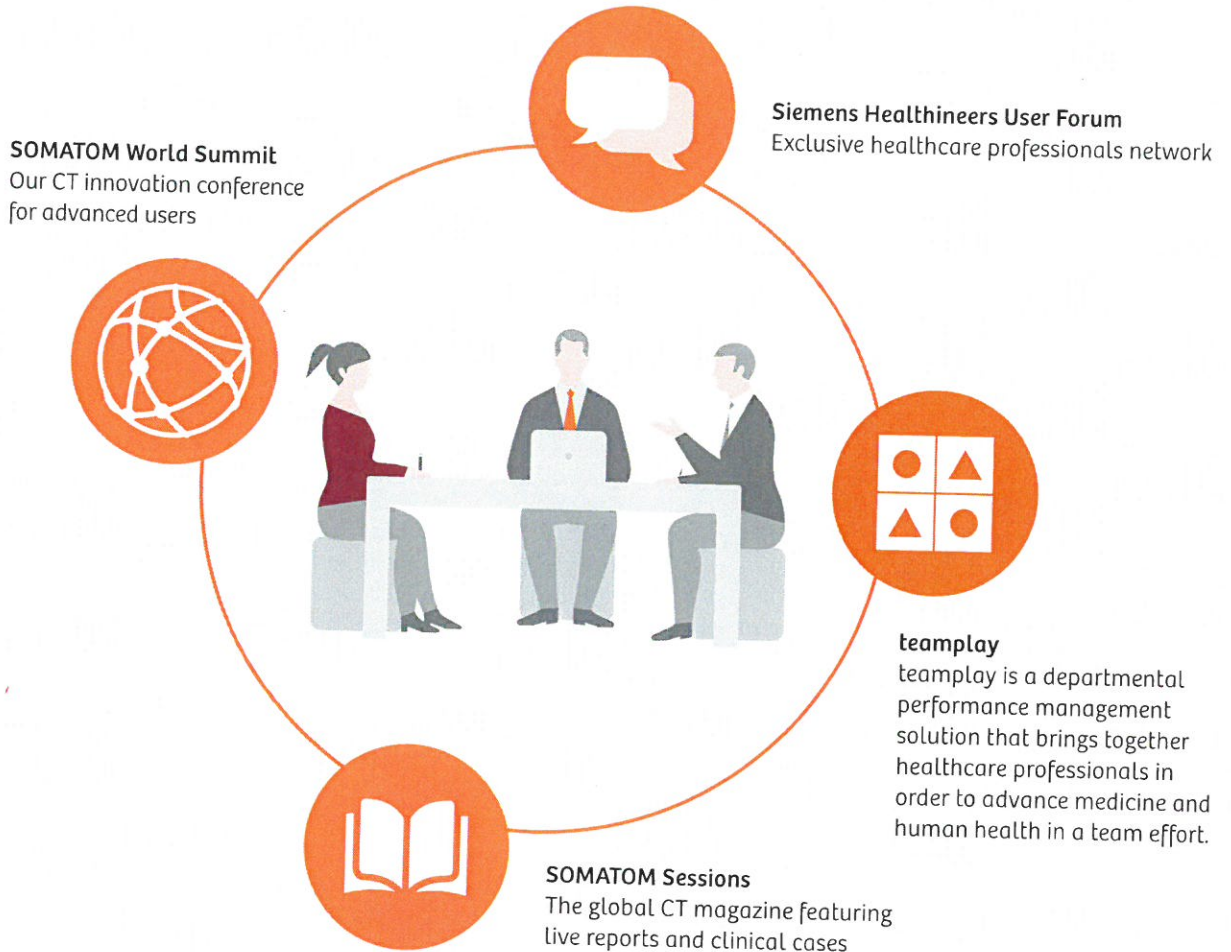 SOMATOM World Summit
Our CT innovation conference
for advanced users
Siemens Healthineers User Forum
Exclusive healthcare professionals network
teamplay
teamplay is a departmental
performance management
solution that brings together
healthcare professionals in
order to advance medicine and
human health in a team effort.
SOMATOM Sessions
The global CT magazine featuring
live reports and clinical cases